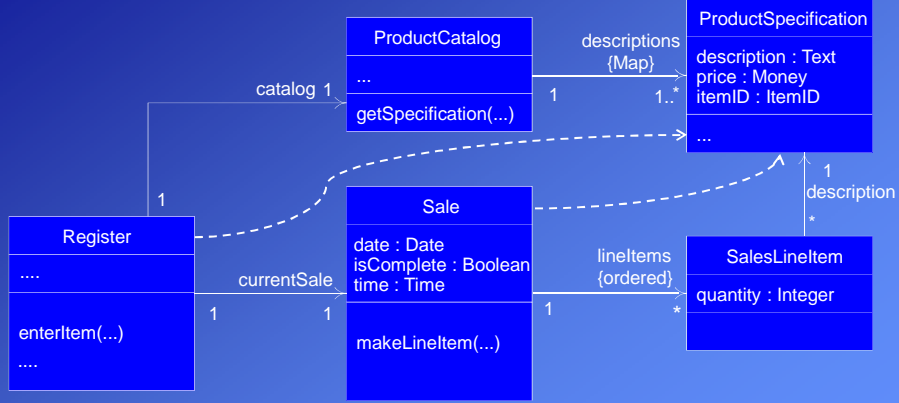 ProductSpecification
description : Text
price : Money
itemID : ItemID
...
ProductCatalog
...
getSpecification(...)
descriptions
{Map}
1
1..*
catalog 1
1
1
description
*
Register
....
enterItem(...)
....
currentSale
1
1
Sale
date : Date
isComplete : Boolean
time : Time
makeLineItem(...)
lineItems
{ordered}
1
*
SalesLineItem
quantity : Integer